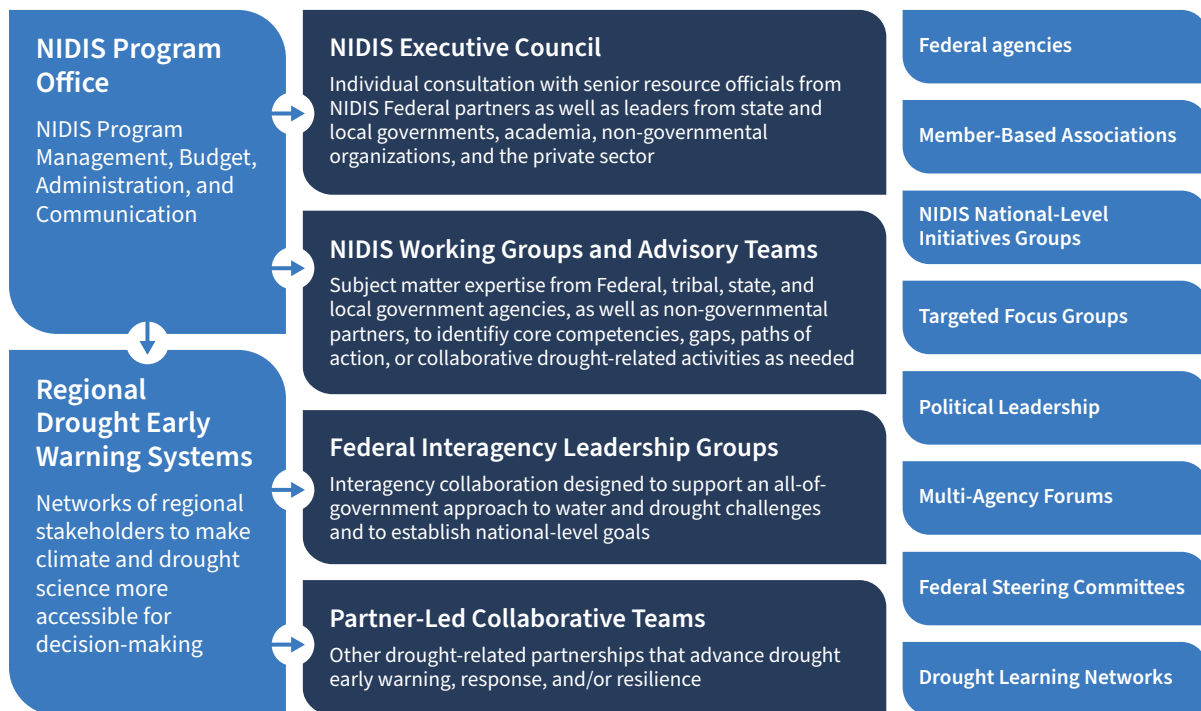 NIDIS Program
Office
NIDIS Program
Management, Budget,
Administration, and
Communication
Regional
Drought Early
Warning Systems
Networks of regional
stakeholders to make
climate and drought
science more
accessible for
decision-making
NIDIS Executive Council
Individual consultation with senior resource officials from
NIDIS Federal partners as well as leaders from state and
local governments, academia, non-governmental
organizations, and the private sector
NIDIS Working Groups and Advisory Teams
Subject matter expertise from Federal, tribal, state, and
local government agencies, as well as non-governmental
partners, to identifiy core competencies, gaps, paths of
action, or collaborative drought-related activities as needed
Federal Interagency Leadership Groups
Interagency collaboration designed to support an all-of-
government approach to water and drought challenges
and to establish national-level goals
Partner-Led Collaborative Teams
Other drought-related partnerships that advance drought
early warning, response, and/or resilience
Federal agencies
Member-Based Associations
NIDIS National-Level
Initiatives Groups
Targeted Focus Groups
Political Leadership
Multi-Agency Forums
Federal Steering Committees
Drought Learning Networks